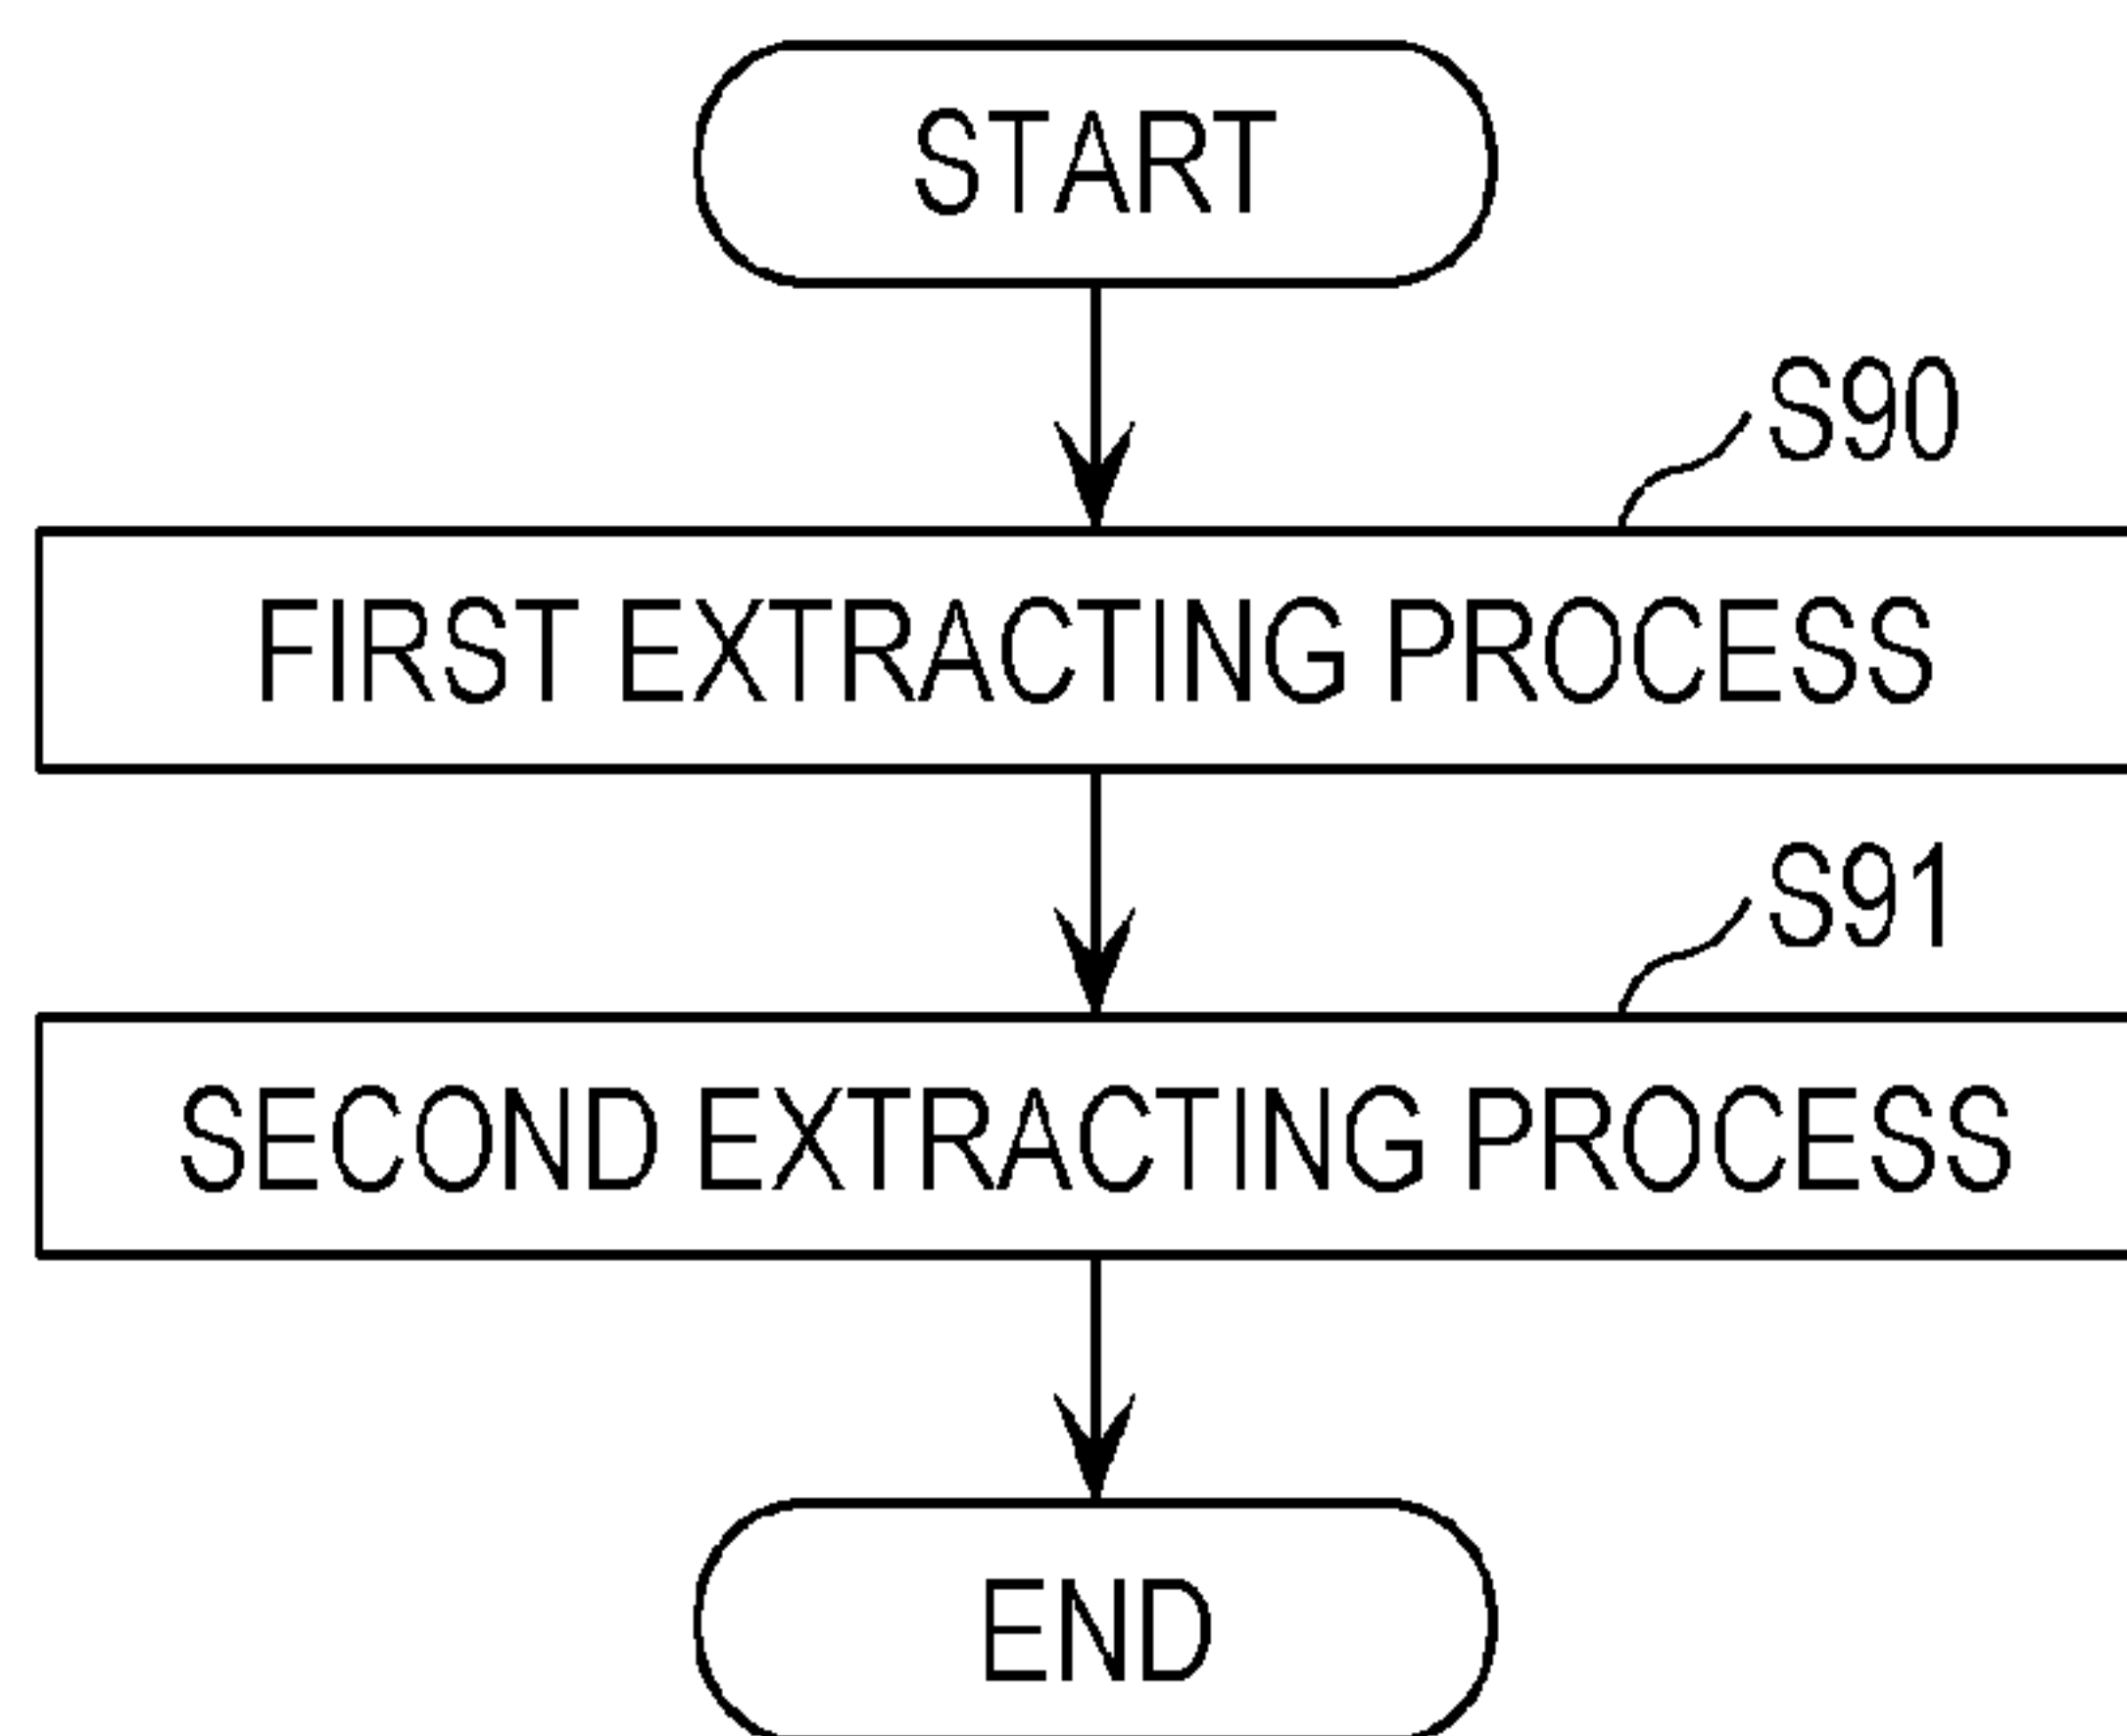 START
S90
FIRST EXTRACTING PROCESS
S91
SECOND EXTRACTING PROCESS
END